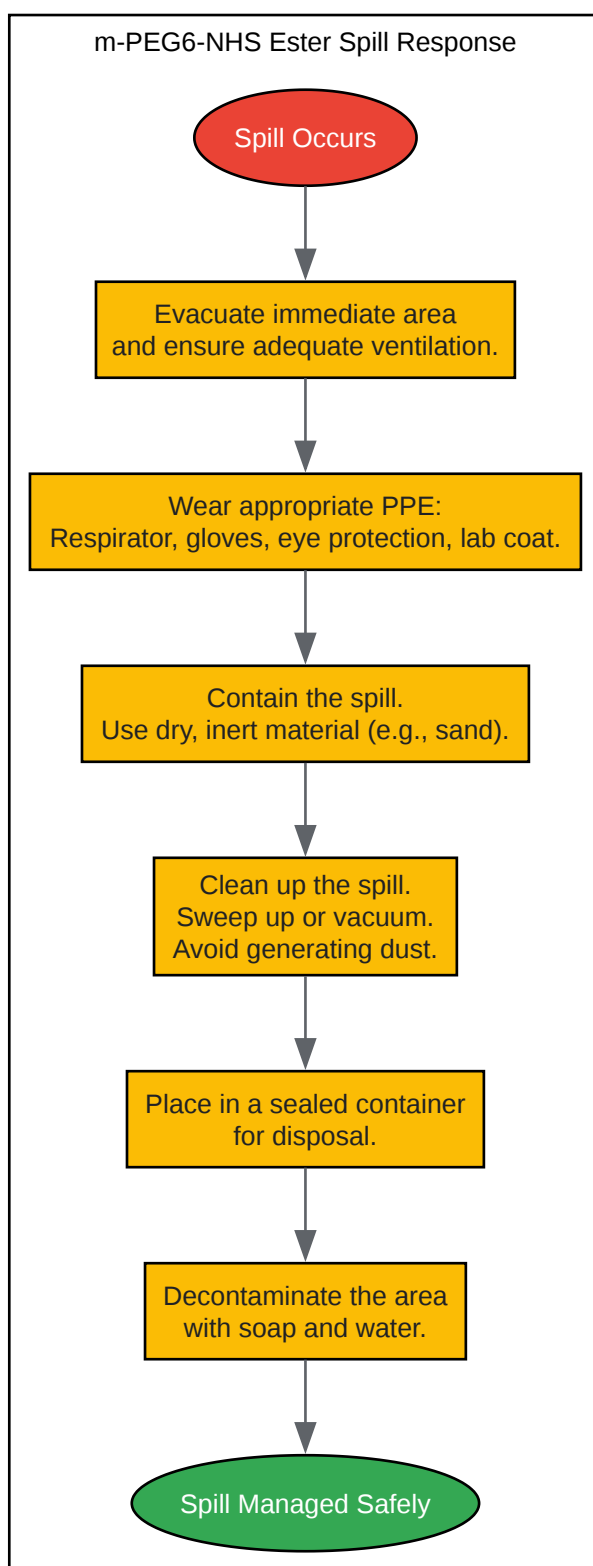 m-PEG6-NHS Ester Spill Response
Spill Occurs
Evacuate immediate area
and ensure adequate ventilation.
Wear appropriate PPE:
Respirator, gloves, eye protection, lab coat.
Contain the spill.
Use dry, inert material (e.g., sand).
Clean up the spill.
Sweep up or vacuum.
Avoid generating dust.
Place in a sealed container
for disposal.
Decontaminate the area
with soap and water.
Spill Managed Safely